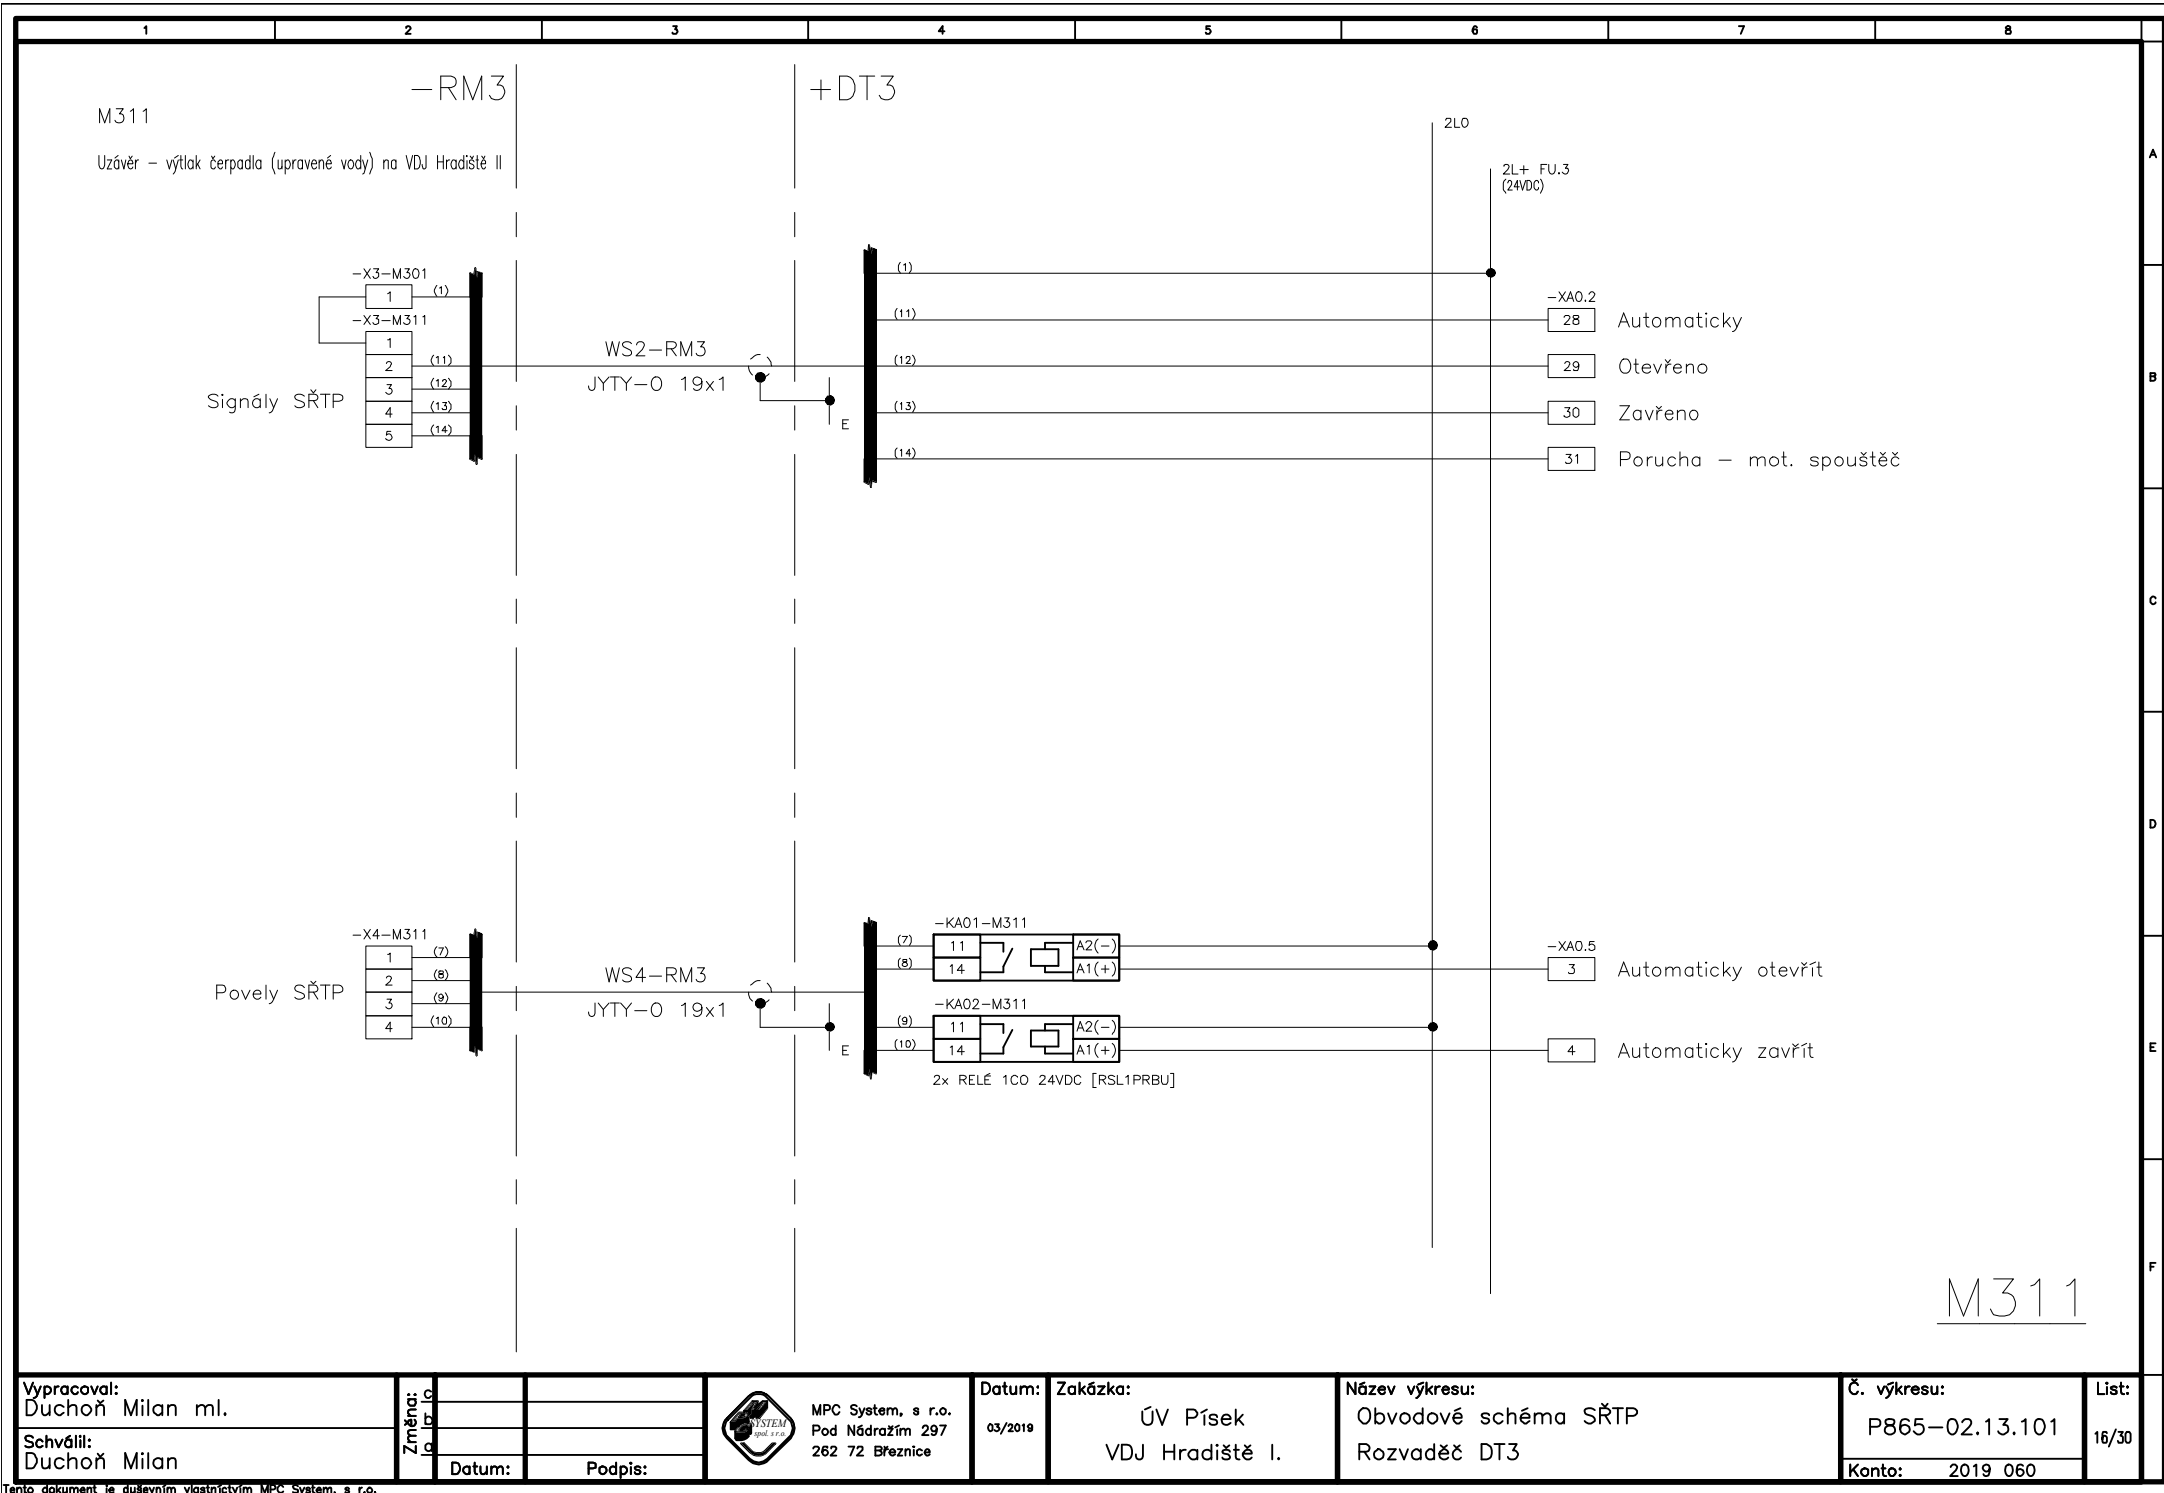 1 2 3 4 5 6 7 8
-RM3
+DT3
M311
2L0
Uzávěr - výtlak čerpadla (upravené vody) na VDJ Hradiště II
2L+ FU.3
(24VDC)
A
-X3-M301
1 (1)
(1)
-X3-M311
1
2 (11)
3 (12)
4 (13)
5 (14)
Signály SŘTP
WS2-RM3
JYTY-O 19x1
E
-XA0.2
(11) 28 Automaticky
(12) 29 Otevřeno
(13) 30 Zavřeno
(14) 31 Porucha - mot. spouštěč
B
C
D
-X4-M311
1 (7)
2 (8)
3 (9)
4 (10)
Povely SŘTP
WS4-RM3
JYTY-O 19x1
E
-KA01-M311
(7) 11 A2(-)
(8) 14 A1(+)
-XA0.5
3 Automaticky otevřít
-KA02-M311
(9) 11 A2(-)
(10) 14 A1(+)
4 Automaticky zavřít
2x RELÉ 1CO 24VDC [RSL1PRBU]
E
F
M311
Vypracoval:
Duchoň Milan ml.
Schválil:
Duchoň Milan
Změna:
c
b
a
Datum: Podpis:
SYSTEM
spol. s r.o.
MPC System, s r.o.
Pod Nádražím 297
262 72 Březnice
Datum:
03/2019
Zakázka:
ÚV Písek
VDJ Hradiště I.
Název výkresu:
Obvodové schéma SŘTP
Rozvaděč DT3
Č. výkresu:
P865-02.13.101
Konto: 2019 060
List:
16/30
Tento dokument je duševním vlastnictvím MPC System, s r.o.